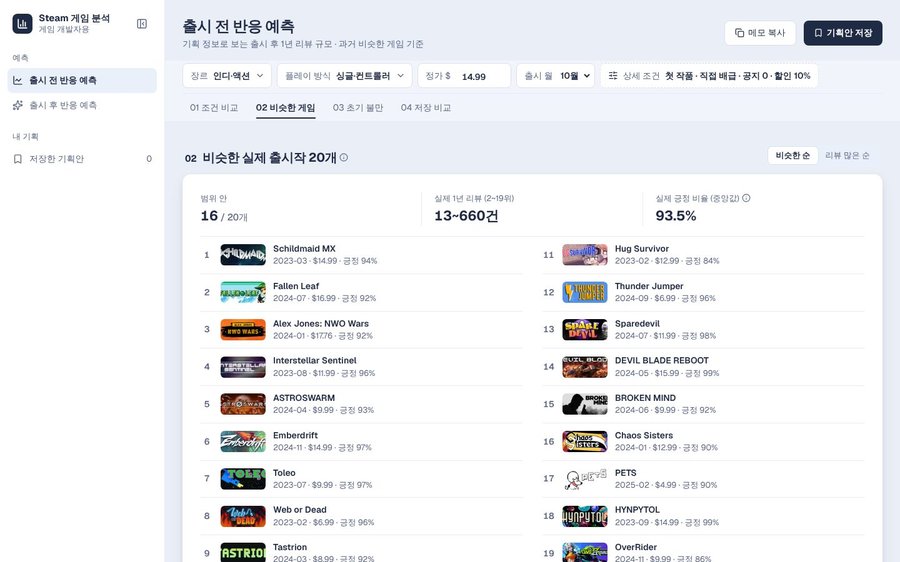 Steam 게임 분석
게임 개발자용
예측
출시 전 반응 예측
출시 후 반응 예측
내 기획
저장한 기획안 0
출시 전 반응 예측
기획 정보로 보는 출시 후 1년 리뷰 규모 · 과거 비슷한 게임 기준
메모 복사
기획안 저장
장르 인디·액션
플레이 방식 싱글·컨트롤러
정가 $ 14.99
출시 월 10월
상세 조건 첫 작품 · 직접 배급 · 공지 0 · 할인 10%
01 조건 비교
02 비슷한 게임
03 초기 불만
04 저장 비교
02 비슷한 실제 출시작 20개
비슷한 순
리뷰 많은 순
범위 안
16 / 20개
실제 1년 리뷰 (2~19위)
13~660건
실제 긍정 비율 (중앙값)
93.5%
1 Schildmaid MX
2023-03 · $14.99 · 긍정 94%
2 Fallen Leaf
2024-07 · $16.99 · 긍정 92%
3 Alex Jones: NWO Wars
2024-01 · $17.76 · 긍정 92%
4 Interstellar Sentinel
2023-08 · $11.99 · 긍정 96%
5 ASTROSWARM
2024-04 · $9.99 · 긍정 93%
6 Emberdrift
2024-11 · $14.99 · 긍정 97%
7 Toleo
2023-07 · $9.99 · 긍정 97%
8 Web or Dead
2023-02 · $6.99 · 긍정 96%
9 Tastrion
2024-03 · $8.99 · 긍정 92%
11 Hug Survivor
2023-02 · $12.99 · 긍정 84%
12 Thunder Jumper
2024-09 · $6.99 · 긍정 96%
13 Sparedevil
2024-07 · $11.99 · 긍정 98%
14 DEVIL BLADE REBOOT
2024-05 · $15.99 · 긍정 99%
15 BROKEN MIND
2024-06 · $9.99 · 긍정 92%
16 Chaos Sisters
2024-01 · $12.99 · 긍정 90%
17 PETS
2025-02 · $4.99 · 긍정 90%
18 HYNPYTOL
2023-09 · $14.99 · 긍정 99%
19 OverRider
2024-11 · $9.99 · 긍정 86%